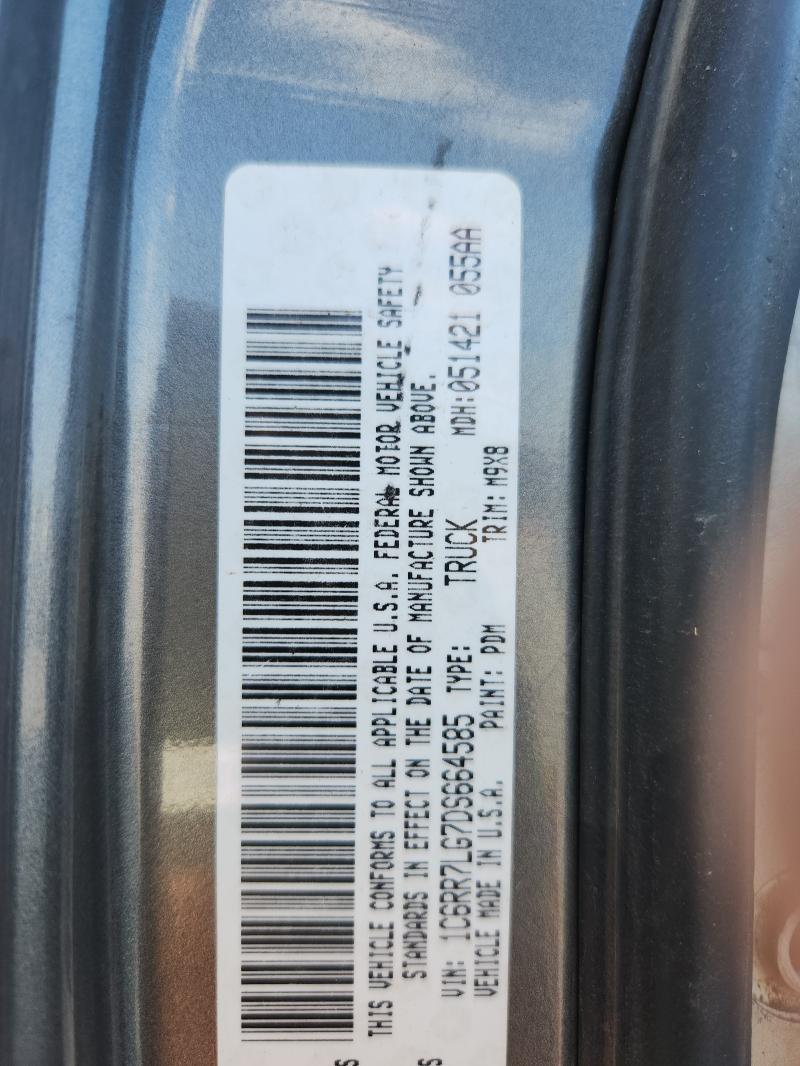 THIS VEHICLE CONFORMS TO ALL APPLICABLE U.S.A. FEDERAL MOTOR VEHICLE SAFETY
STANDARDS IN EFFECT ON THE DATE OF MANUFACTURE SHOWN ABOVE.
VIN: 1C6RR7LG7DS664585 TYPE: TRUCK MDH:051421 055AA
VEHICLE MADE IN U.S.A. PAINT: PDM TRIM: M9X8